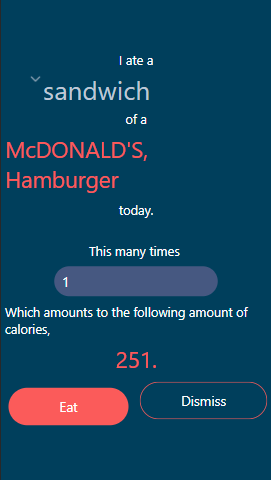 I ate a
sandwich
of a
McDONALD'S,
Hamburger
today.
This many times
1
Which amounts to the following amount of
calories,
251.
Eat
Dismiss